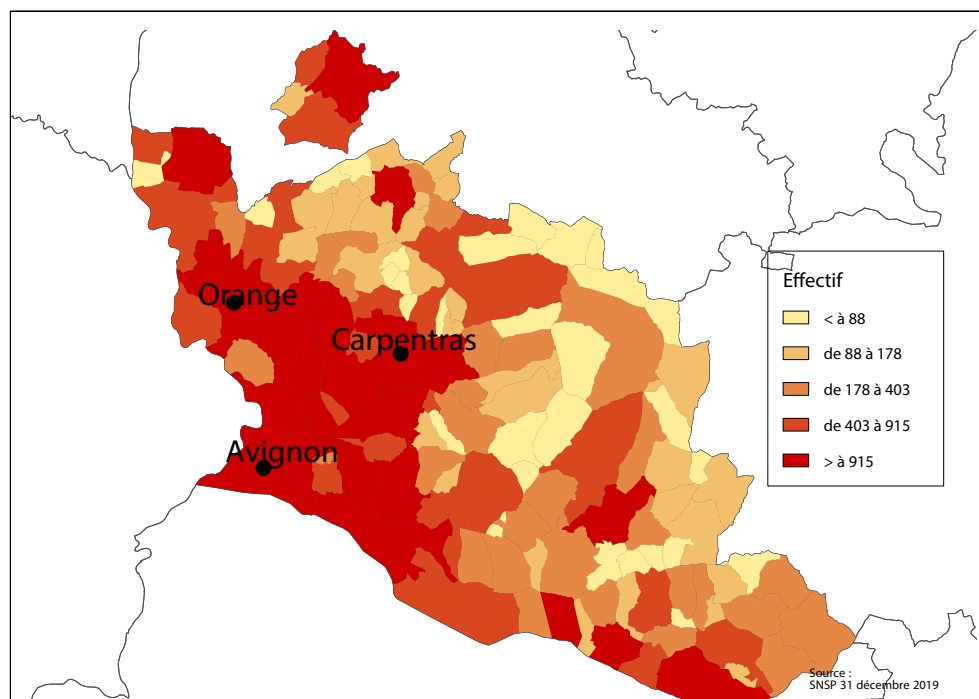 Orange
Carpentras
Avignon
Effectif
< à 88
de 88 à 178
de 178 à 403
de 403 à 915
> à 915
Source :
SNSP 31 décembre 2019